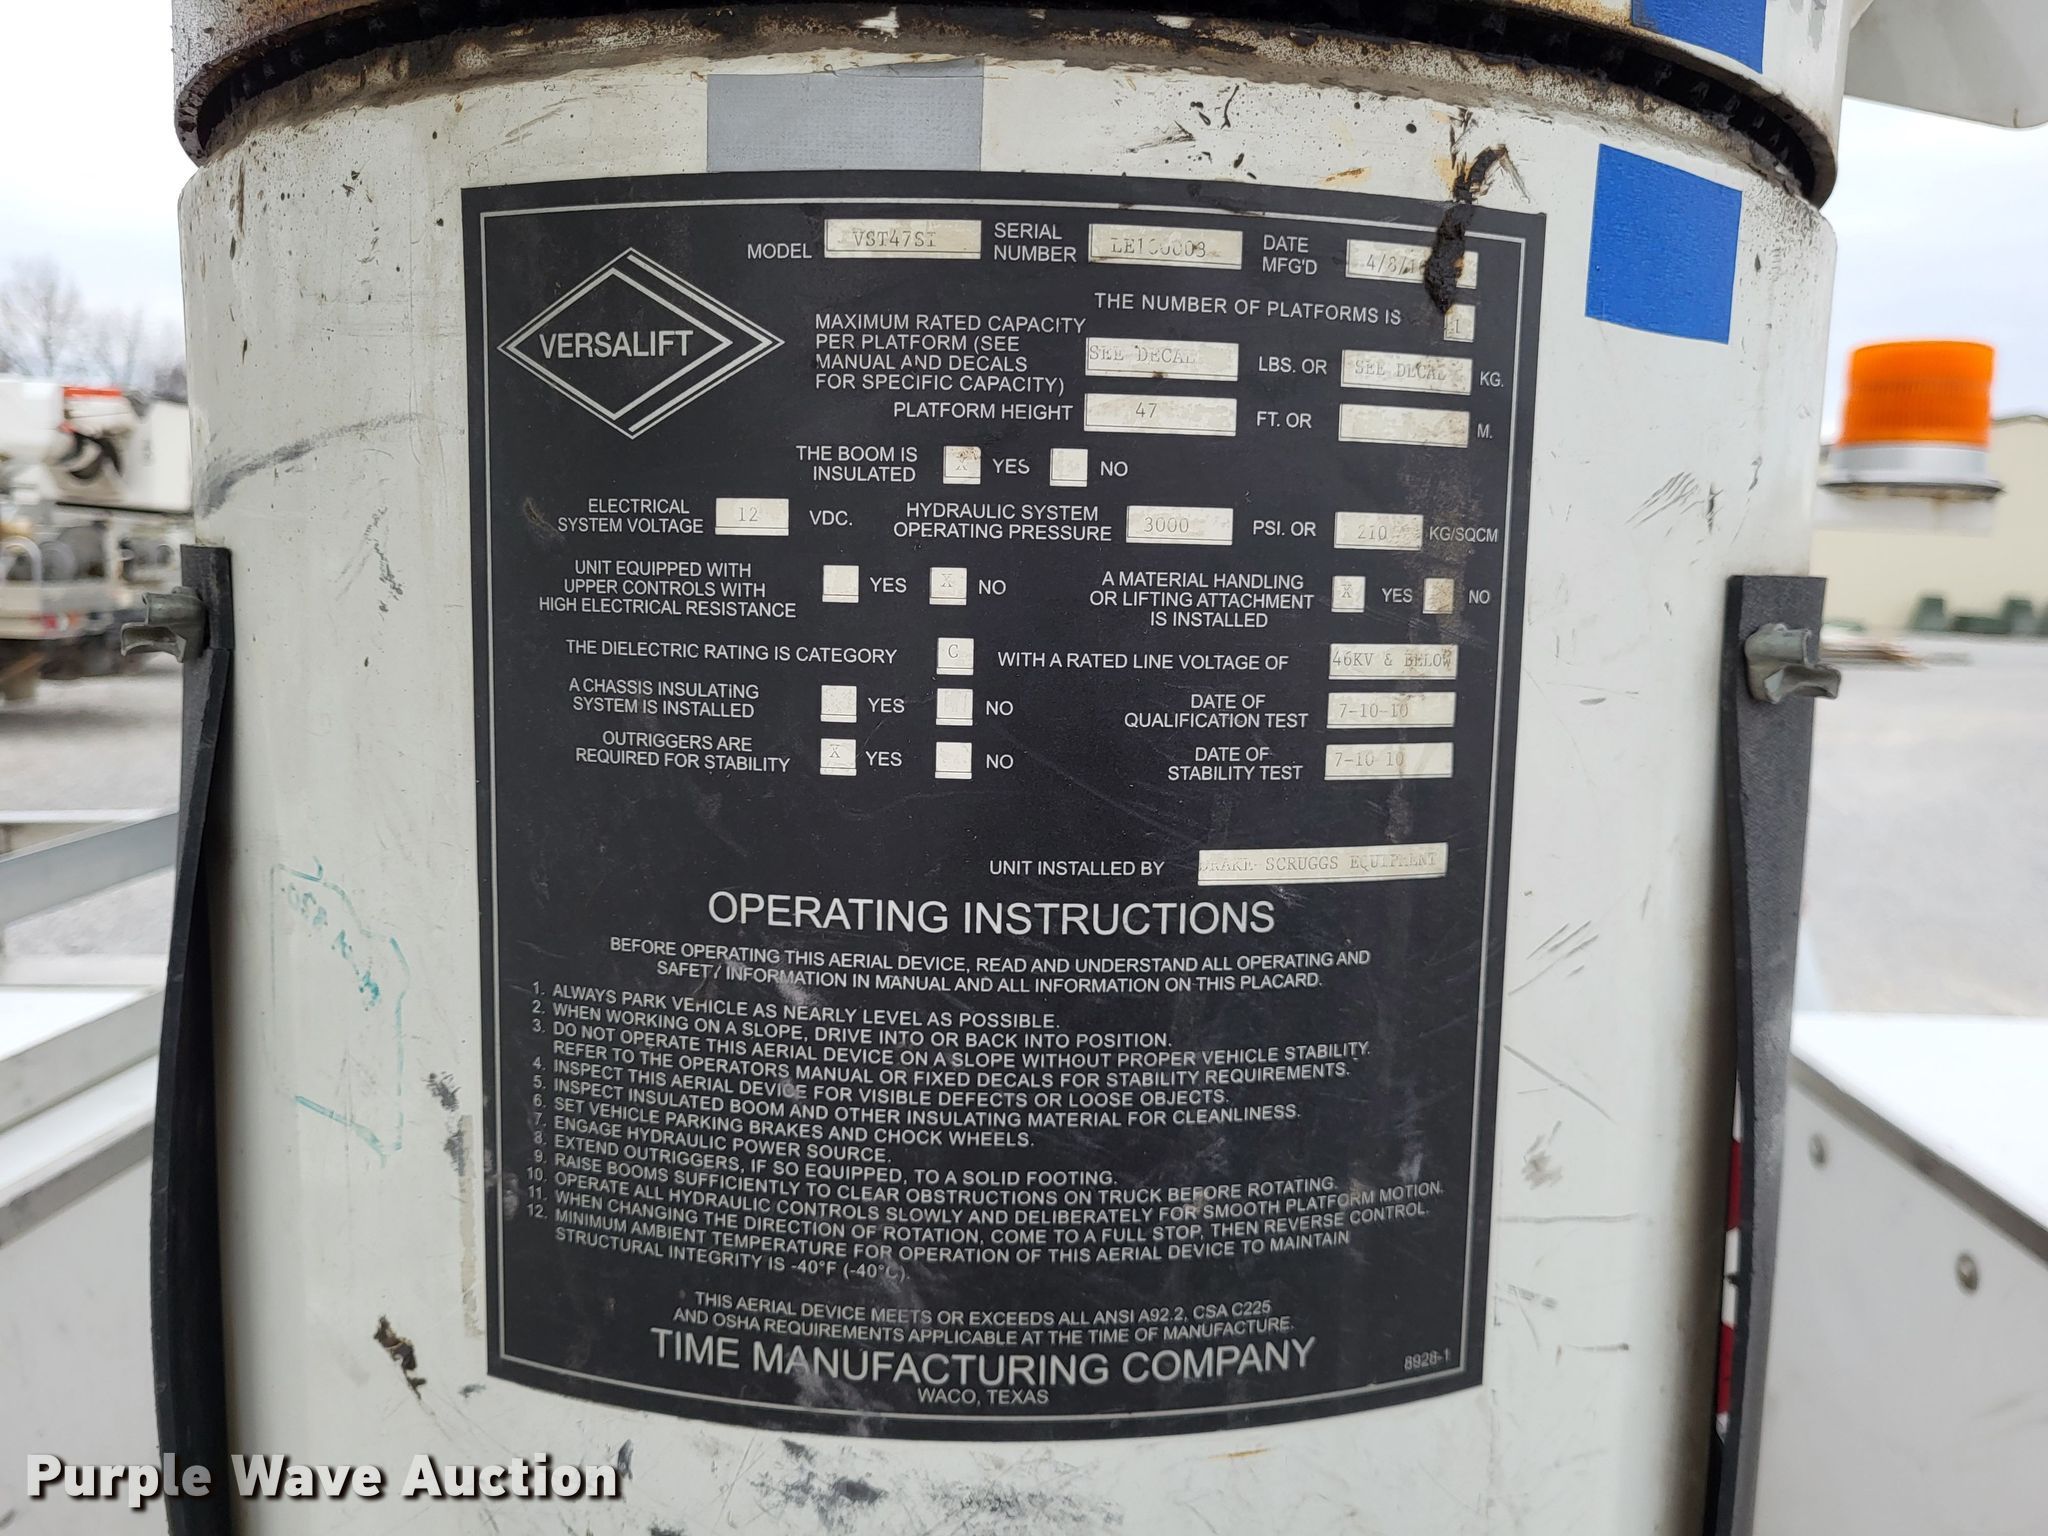 MODEL VST47SI SERIAL NUMBER DATE MFG'D
VERSALIFT
THE NUMBER OF PLATFORMS IS 1
MAXIMUM RATED CAPACITY
PER PLATFORM (SEE
MANUAL AND DECALS
FOR SPECIFIC CAPACITY) SEE DECAL LBS. OR SEE DECAL KG.
PLATFORM HEIGHT 47 FT. OR M.
THE BOOM IS
INSULATED X YES NO
ELECTRICAL
SYSTEM VOLTAGE 12 VDC.
HYDRAULIC SYSTEM
OPERATING PRESSURE 3000 PSI. OR 210 KG/SQCM
UNIT EQUIPPED WITH
UPPER CONTROLS WITH
HIGH ELECTRICAL RESISTANCE YES X NO
A MATERIAL HANDLING
OR LIFTING ATTACHMENT
IS INSTALLED X YES NO
THE DIELECTRIC RATING IS CATEGORY C WITH A RATED LINE VOLTAGE OF 46KV & BELOW
A CHASSIS INSULATING
SYSTEM IS INSTALLED YES NO
DATE OF
QUALIFICATION TEST 7-10-10
OUTRIGGERS ARE
REQUIRED FOR STABILITY X YES NO
DATE OF
STABILITY TEST 7-10 10
UNIT INSTALLED BY DRAKE-SCRUGGS EQUIPMENT
OPERATING INSTRUCTIONS
BEFORE OPERATING THIS AERIAL DEVICE, READ AND UNDERSTAND ALL OPERATING AND
SAFETY INFORMATION IN MANUAL AND ALL INFORMATION ON THIS PLACARD.
1. ALWAYS PARK VEHICLE AS NEARLY LEVEL AS POSSIBLE.
2. WHEN WORKING ON A SLOPE, DRIVE INTO OR BACK INTO POSITION.
3. DO NOT OPERATE THIS AERIAL DEVICE ON A SLOPE WITHOUT PROPER VEHICLE STABILITY.
REFER TO THE OPERATORS MANUAL OR FIXED DECALS FOR STABILITY REQUIREMENTS.
4. INSPECT THIS AERIAL DEVICE FOR VISIBLE DEFECTS OR LOOSE OBJECTS.
5. INSPECT INSULATED BOOM AND OTHER INSULATING MATERIAL FOR CLEANLINESS.
6. SET VEHICLE PARKING BRAKES AND CHOCK WHEELS.
7. ENGAGE HYDRAULIC POWER SOURCE.
8. EXTEND OUTRIGGERS, IF SO EQUIPPED, TO A SOLID FOOTING.
9. RAISE BOOMS SUFFICIENTLY TO CLEAR OBSTRUCTIONS ON TRUCK BEFORE ROTATING.
10. OPERATE ALL HYDRAULIC CONTROLS SLOWLY AND DELIBERATELY FOR SMOOTH PLATFORM MOTION.
11. WHEN CHANGING THE DIRECTION OF ROTATION, COME TO A FULL STOP, THEN REVERSE CONTROL.
12. MINIMUM AMBIENT TEMPERATURE FOR OPERATION OF THIS AERIAL DEVICE TO MAINTAIN
STRUCTURAL INTEGRITY IS -40°F (-40°C).
THIS AERIAL DEVICE MEETS OR EXCEEDS ALL ANSI A92.2, CSA C225
AND OSHA REQUIREMENTS APPLICABLE AT THE TIME OF MANUFACTURE.
TIME MANUFACTURING COMPANY
WACO, TEXAS
8928-1
Purple Wave Auction